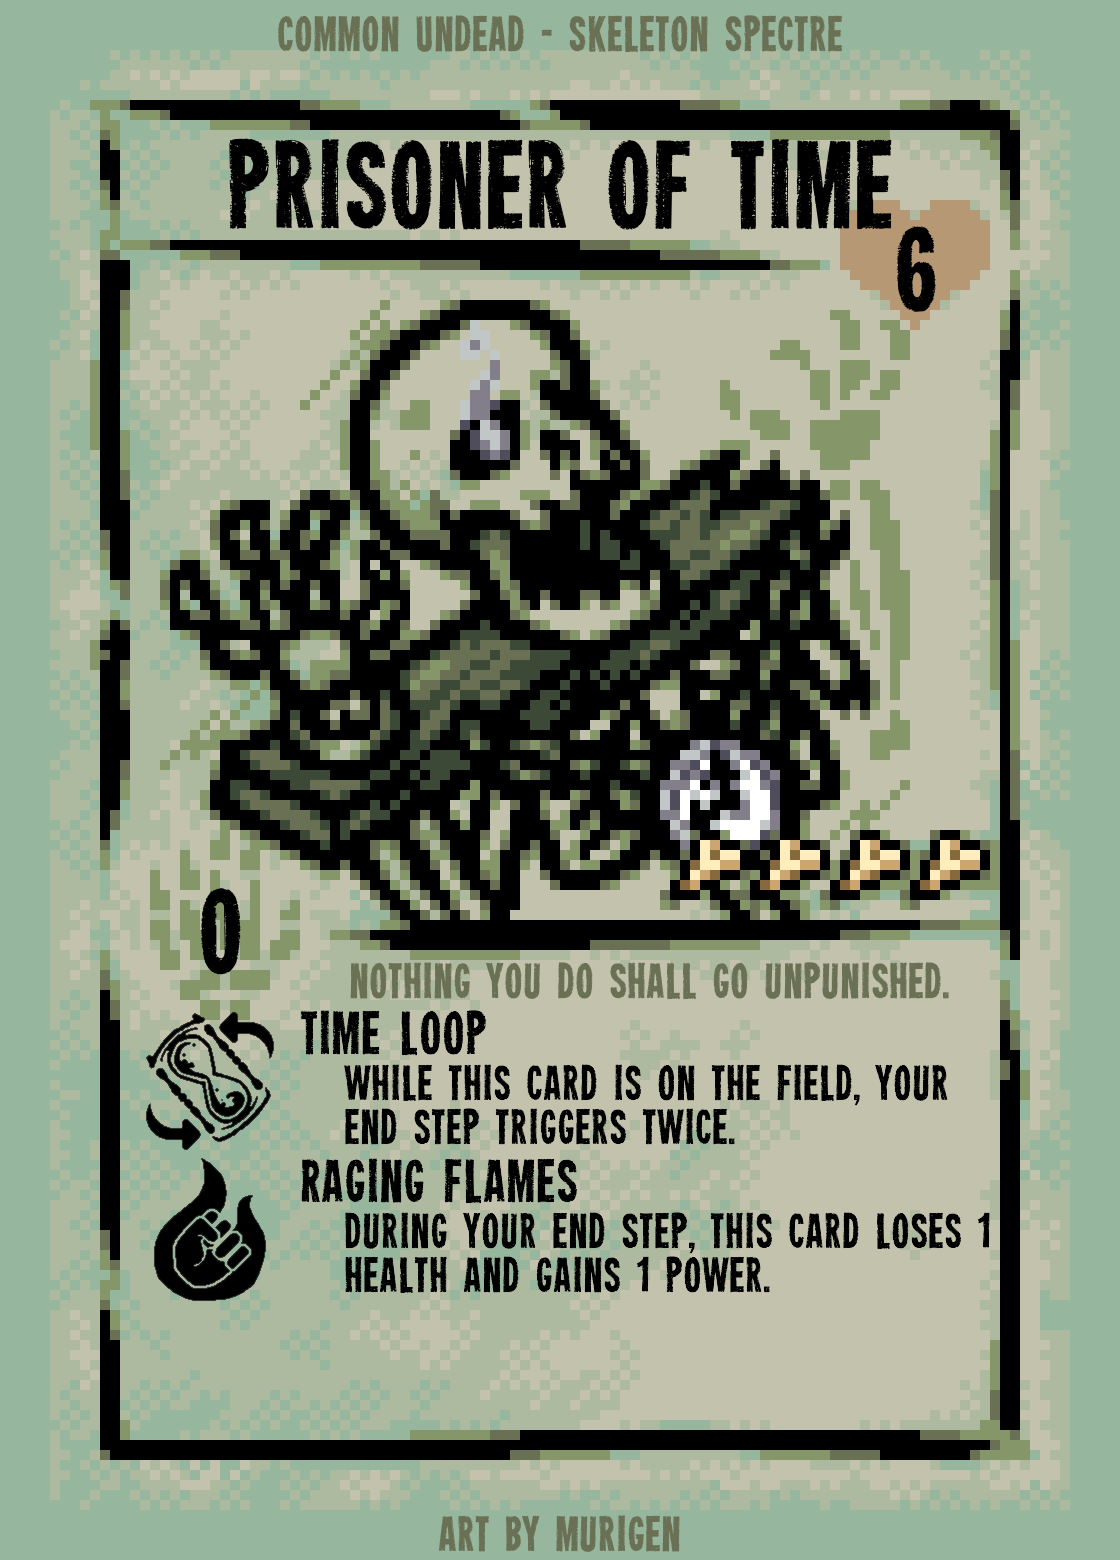 COMMON UNDEAD - SKELETON SPECTRE
PRISONER OF TIME
6
0
NOTHING YOU DO SHALL GO UNPUNISHED.
TIME LOOP
WHILE THIS CARD IS ON THE FIELD, YOUR
END STEP TRIGGERS TWICE.
RAGING FLAMES
DURING YOUR END STEP, THIS CARD LOSES 1
HEALTH AND GAINS 1 POWER.
ART BY MURIGEN